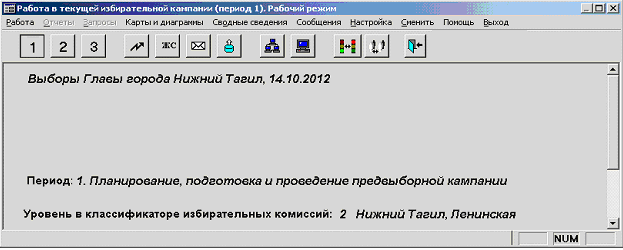 Работа в текущей избирательной кампании (период 1). Рабочий режим
Работа Отчеты Запросы Карты и диаграммы Сводные сведения Сообщения Настройка Сменить Помощь Выход
1 2 3 ЖС
Выборы Главы города Нижний Тагил, 14.10.2012
Период: 1. Планирование, подготовка и проведение предвыборной кампании
Уровень в классификаторе избирательных комиссий: 2 Нижний Тагил, Ленинская
NUM